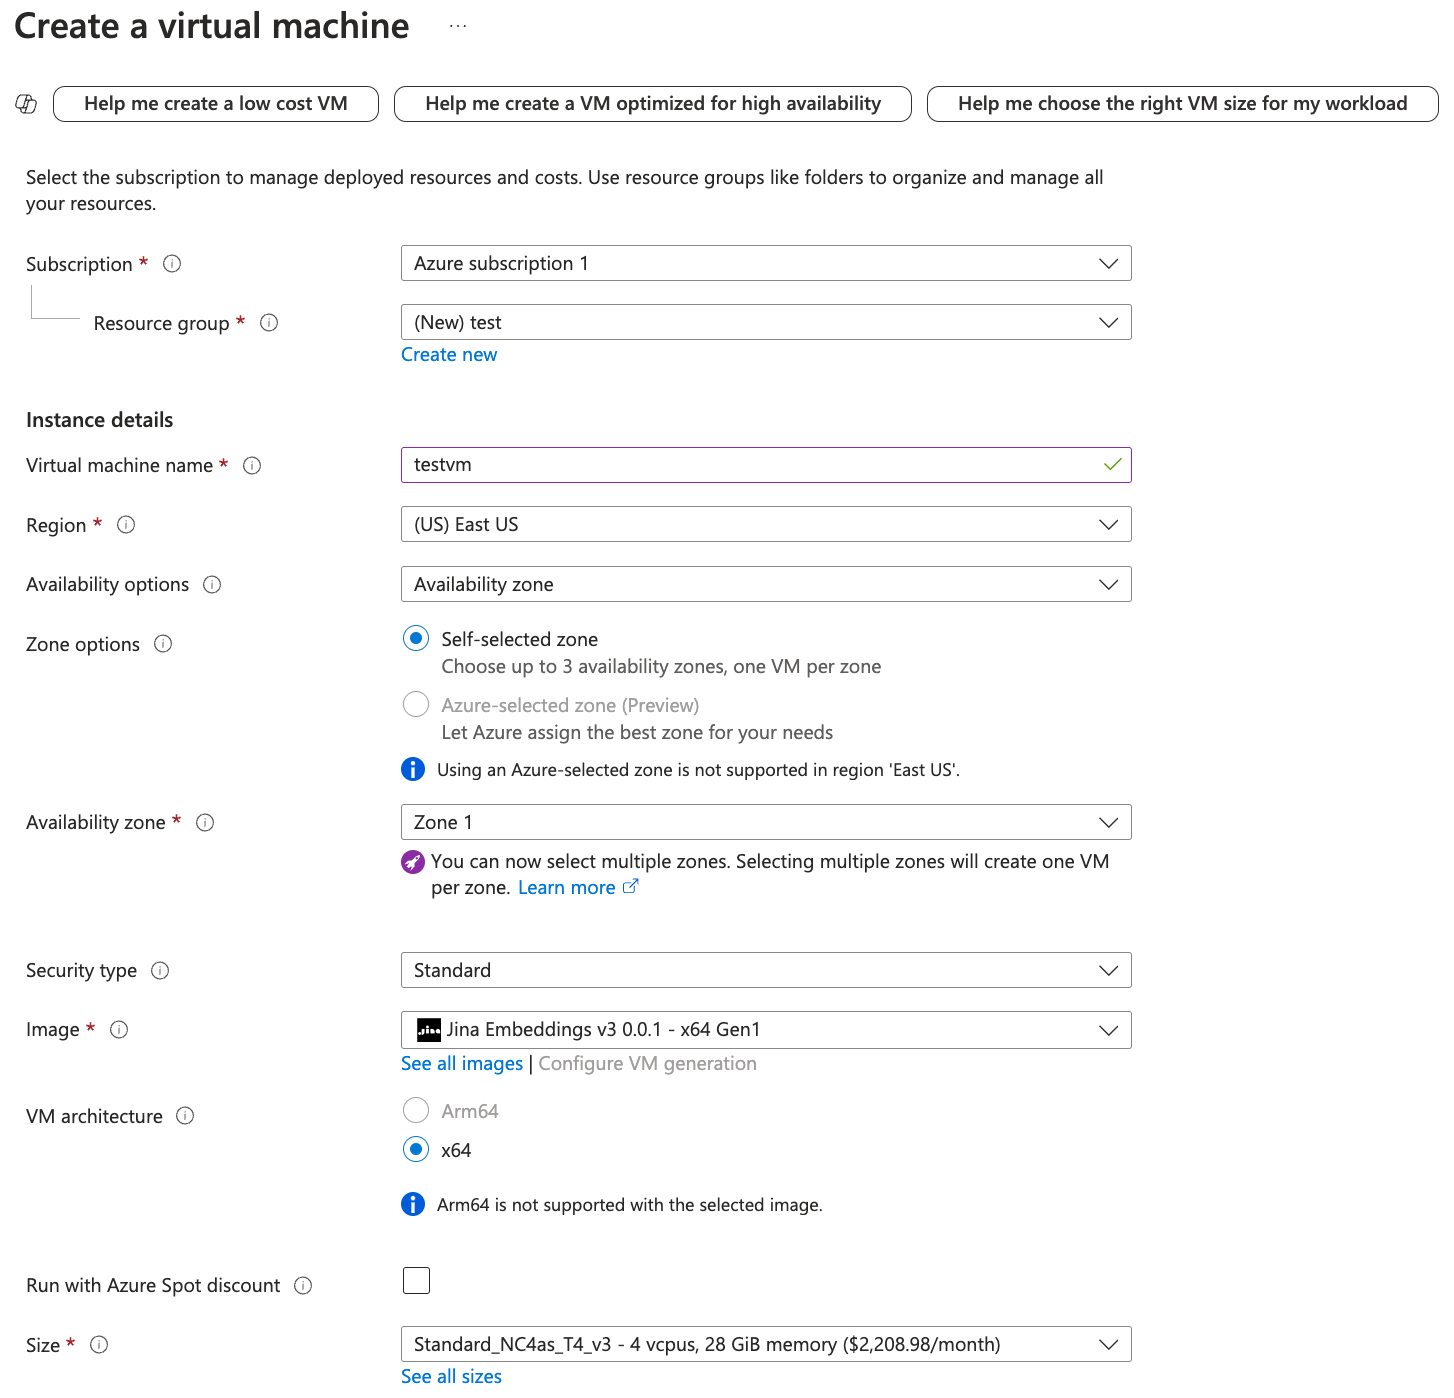 Create a virtual machine ...
Help me create a low cost VM
Help me create a VM optimized for high availability
Help me choose the right VM size for my workload
Select the subscription to manage deployed resources and costs. Use resource groups like folders to organize and manage all
your resources.
Subscription *
Azure subscription 1
Resource group *
(New) test
Create new
Instance details
Virtual machine name *
testvm
Region *
(US) East US
Availability options
Availability zone
Zone options
Self-selected zone
Choose up to 3 availability zones, one VM per zone
Azure-selected zone (Preview)
Let Azure assign the best zone for your needs
Using an Azure-selected zone is not supported in region 'East US'.
Availability zone *
Zone 1
You can now select multiple zones. Selecting multiple zones will create one VM
per zone. Learn more
Security type
Standard
Image *
Jina Embeddings v3 0.0.1 - x64 Gen1
See all images | Configure VM generation
VM architecture
Arm64
x64
Arm64 is not supported with the selected image.
Run with Azure Spot discount
Size *
Standard_NC4as_T4_v3 - 4 vcpus, 28 GiB memory ($2,208.98/month)
See all sizes